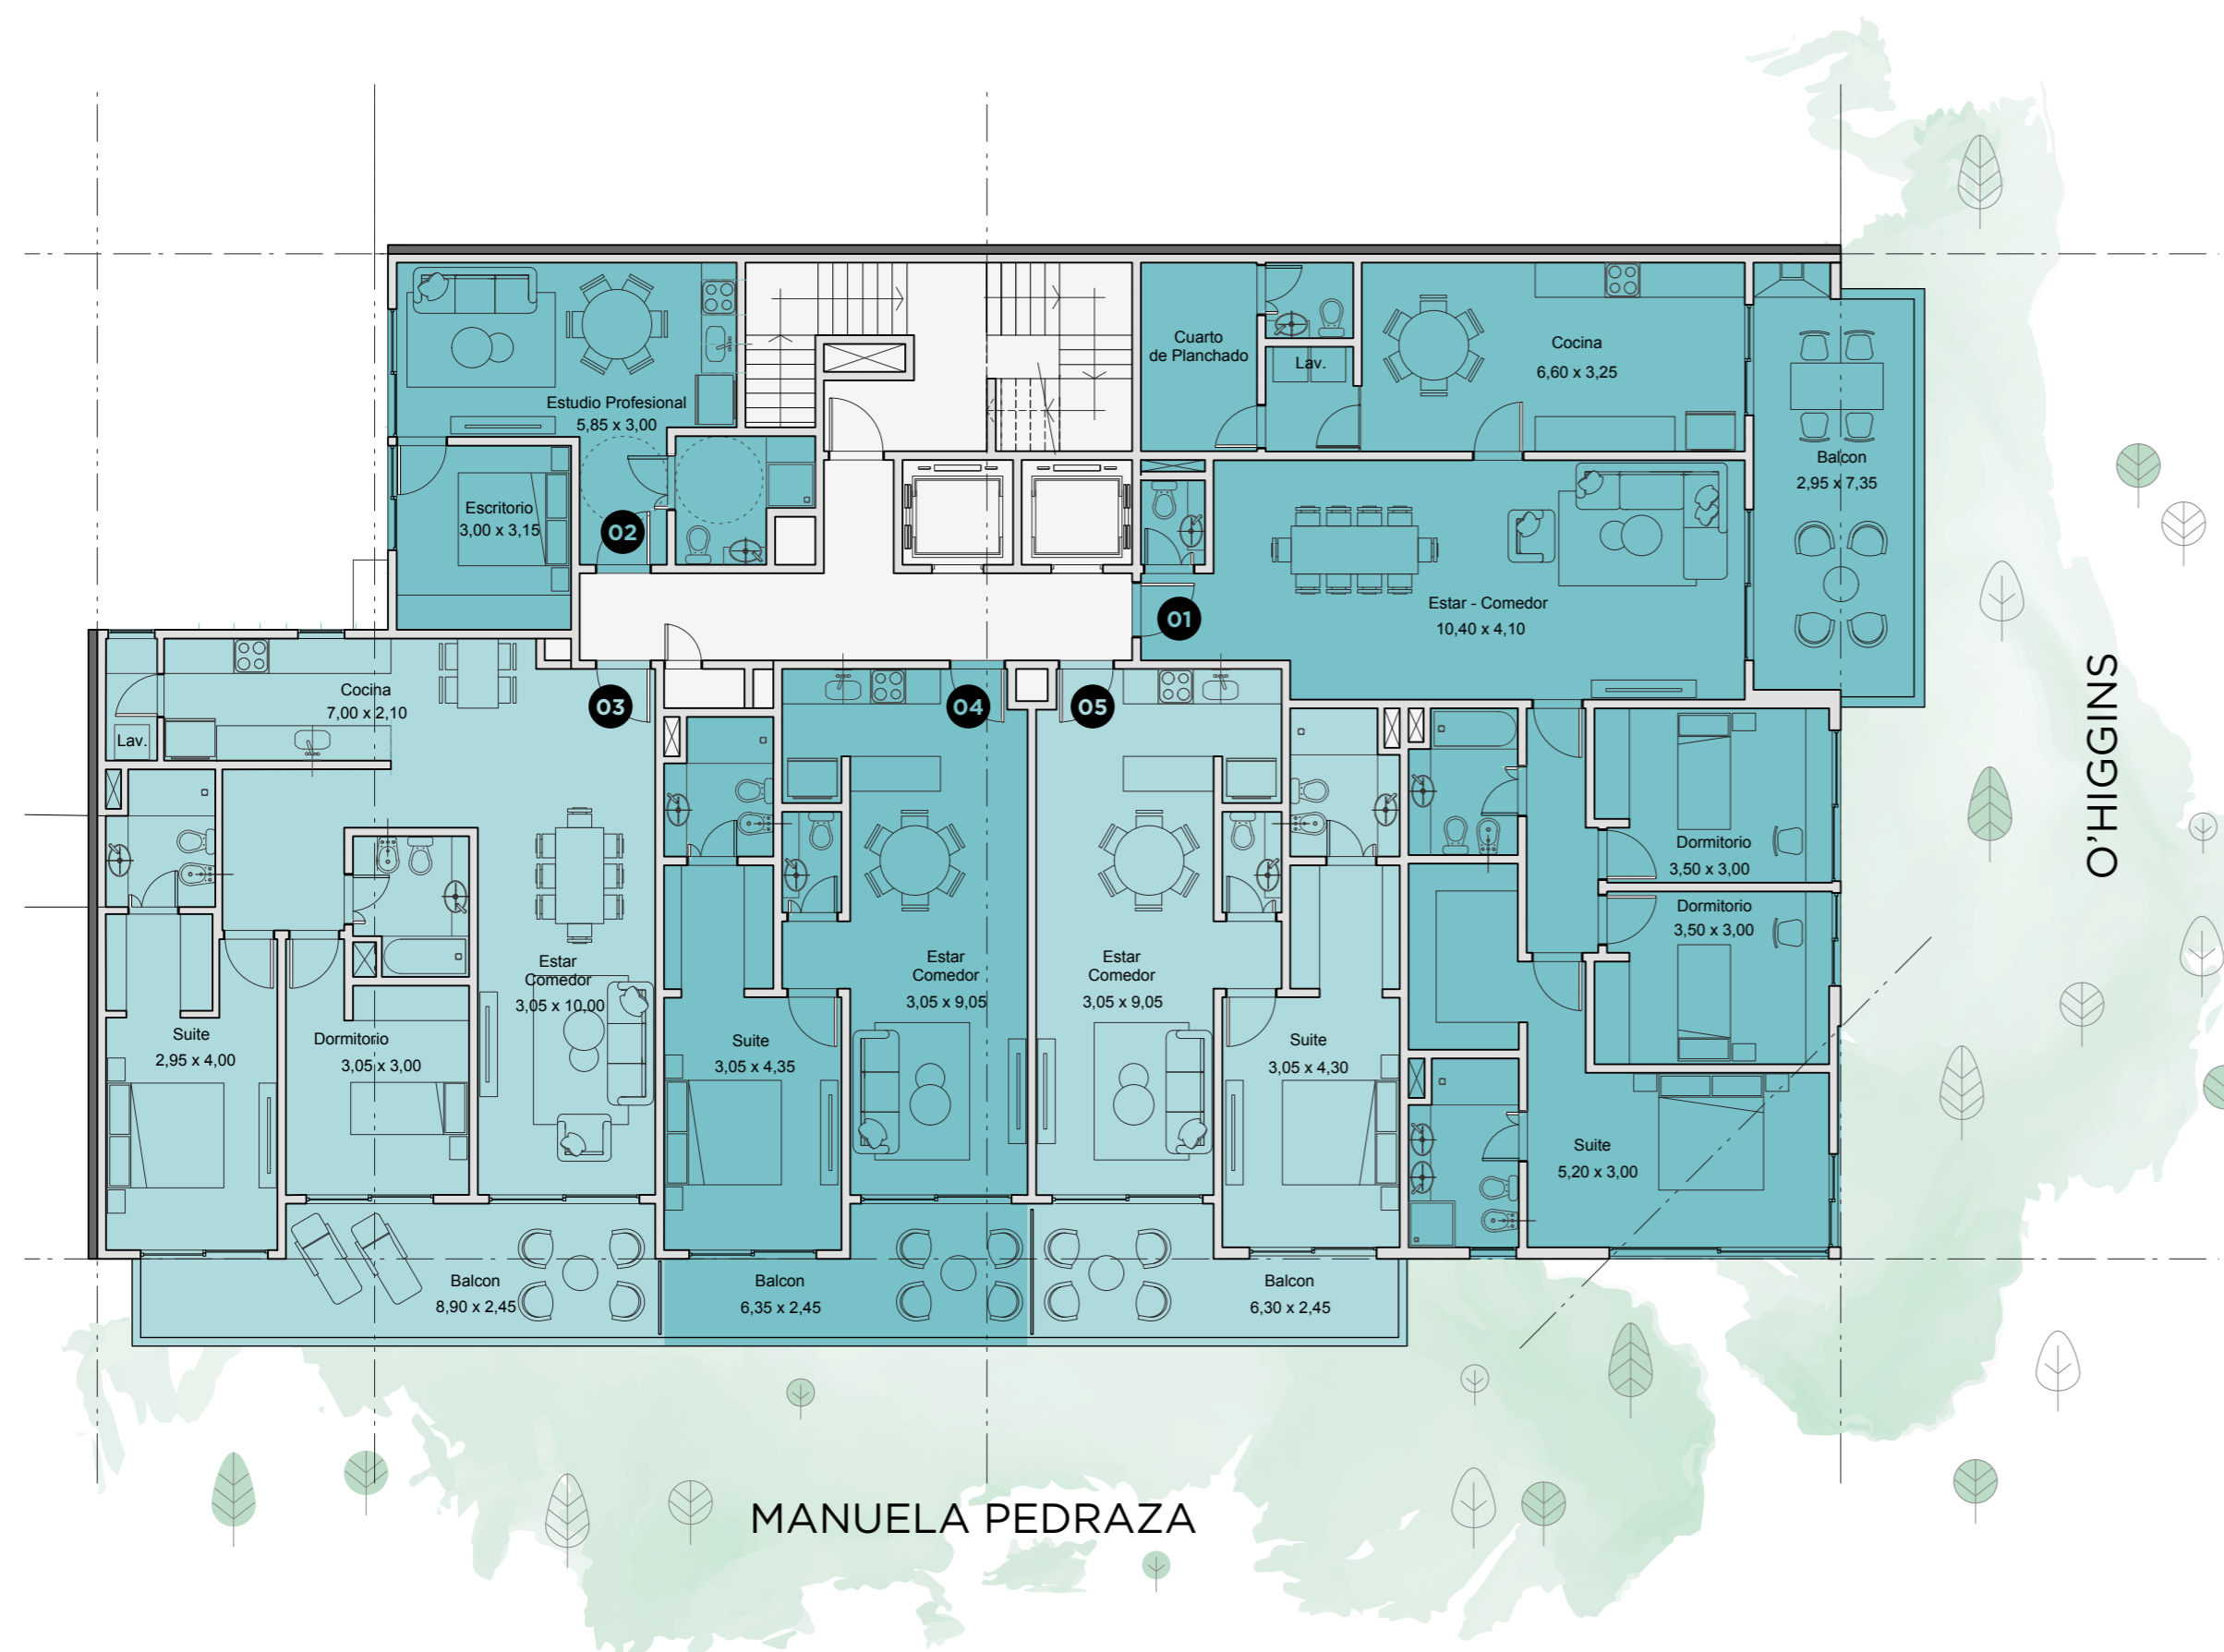 Estudio Profesional
5,85 x 3,00
Escritorio
3,00 x 3,15
02
Cuarto
de Planchado
Lav.
Cocina
6,60 x 3,25
Balcon
2,95 x 7,35
01
Estar - Comedor
10,40 x 4,10
Cocina
7,00 x 2,10
Lav.
03
04
05
Dormitorio
3,50 x 3,00
Dormitorio
3,50 x 3,00
Estar
Comedor
3,05 x 10,00
Estar
Comedor
3,05 x 9,05
Estar
Comedor
3,05 x 9,05
Suite
2,95 x 4,00
Dormitorio
3,05 x 3,00
Suite
3,05 x 4,35
Suite
3,05 x 4,30
Suite
5,20 x 3,00
Balcon
8,90 x 2,45
Balcon
6,35 x 2,45
Balcon
6,30 x 2,45
O'HIGGINS
MANUELA PEDRAZA